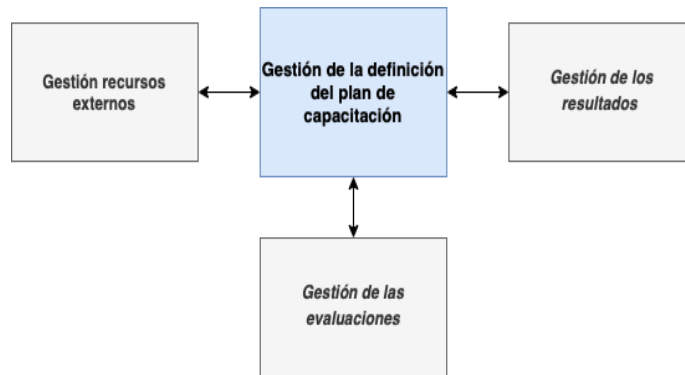 Gestión recursos
externos
Gestión de la definición
del plan de
capacitación
Gestión de los
resultados
Gestión de las
evaluaciones